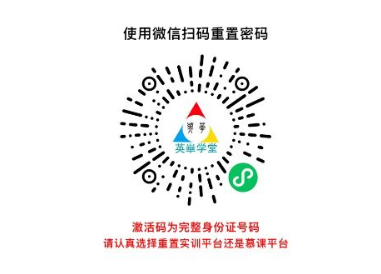 使用微信扫码重置密码
英華学堂
激活码为完整身份证号码
请认真选择重置实训平台还是慕课平台